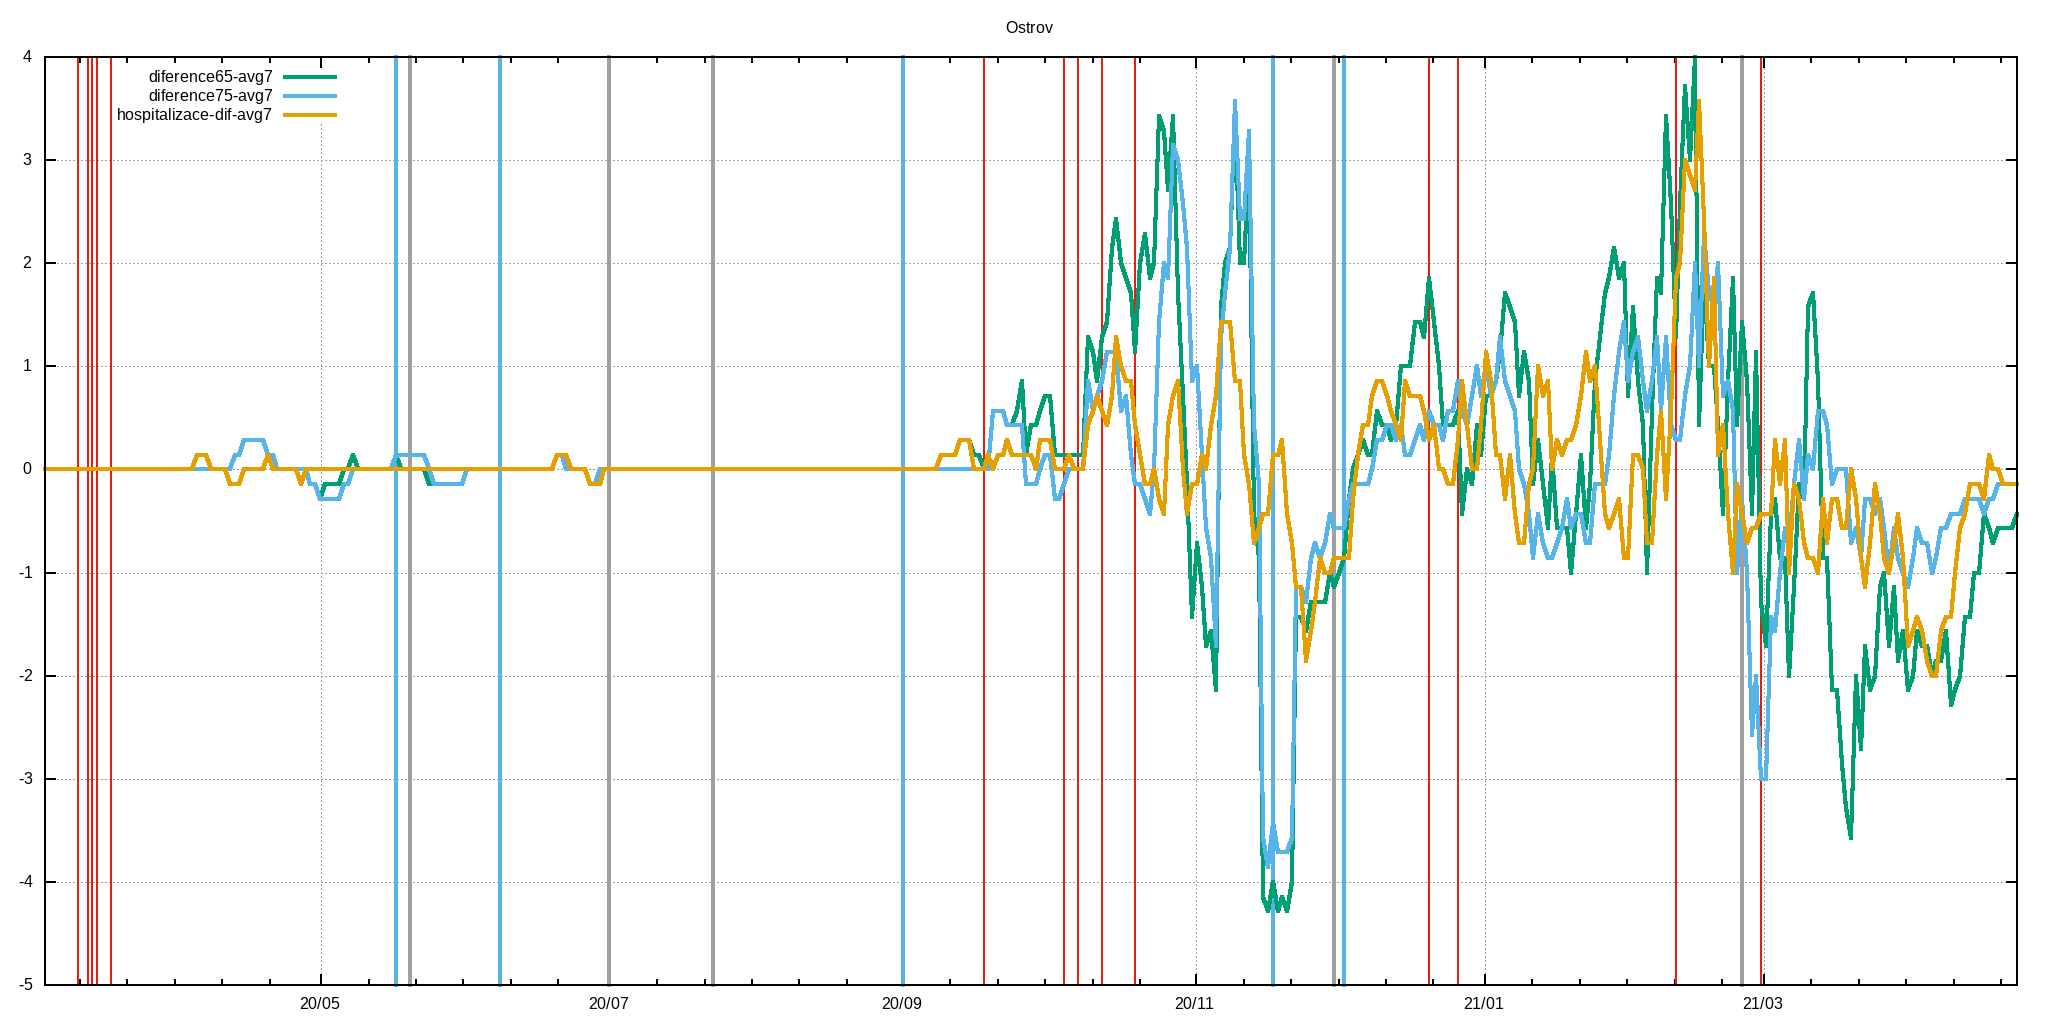 Ostrov
diference65-avg7
diference75-avg7
hospitalizace-dif-avg7
4
3
2
1
0
-1
-2
-3
-4
-5
20/05 20/07 20/09 20/11 21/01 21/03